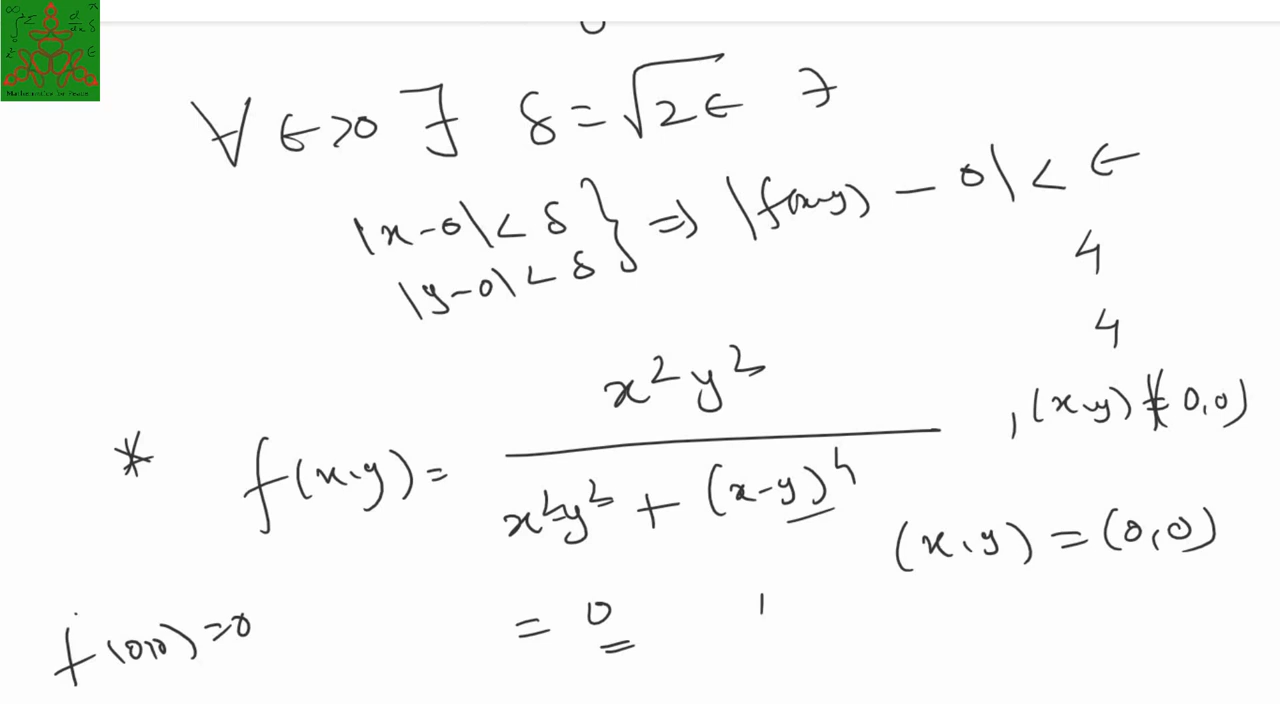 ∀ ε>0 ∃ δ = √2ε ∋
|x-0| < δ } ⇒ |f(x,y) - 0| < ε
|y-0| < δ
4
4
* f(x,y) = x²y² / x²y² + (x-y)⁴ , (x,y) ≠ 0,0)
(x,y) = (0,0)
f(0,0) = 0 = 0